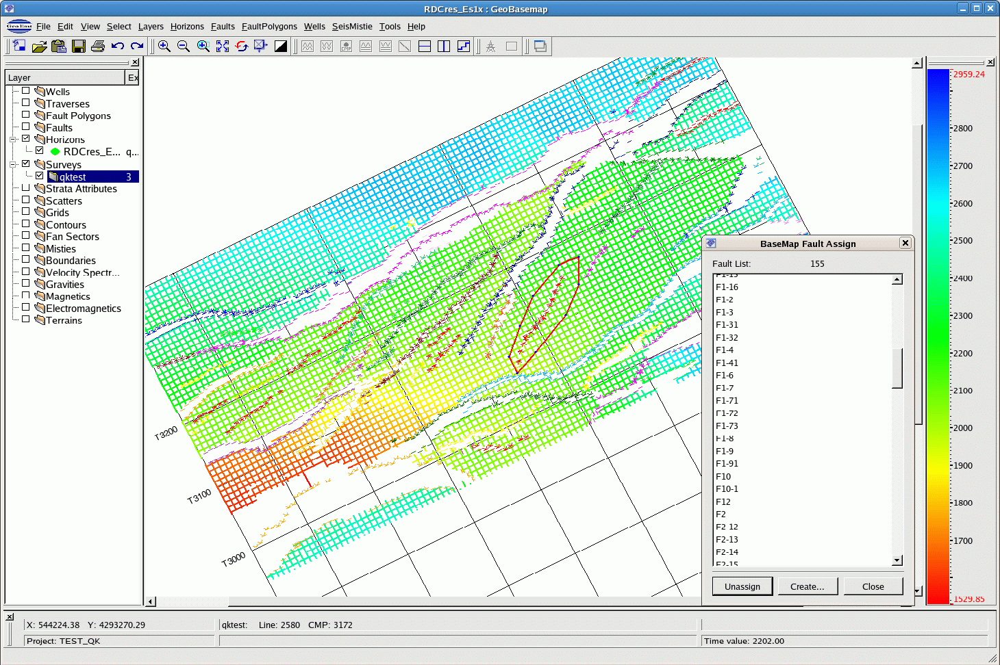 RDCres_Es1x : GeoBasemap
File Edit View Select Layers Horizons Faults FaultPolygons Wells SeisMistie Tools Help
CMP
Layer Ex
Wells
Traverses
Fault Polygons
Faults
Horizons
RDCres_E... q...
Surveys
qktest 3
Strata Attributes
Scatters
Grids
Contours
Fan Sectors
Misties
Boundaries
Velocity Spectr...
Gravities
Magnetics
Electromagnetics
Terrains
T3200
T3100
T3000
2959.24
2800
2700
2600
2500
2400
2300
2200
2100
2000
1900
1800
1700
1529.85
BaseMap Fault Assign
Fault List: 155
F1-15
F1-16
F1-2
F1-3
F1-31
F1-32
F1-4
F1-41
F1-6
F1-7
F1-71
F1-72
F1-73
F1-8
F1-9
F1-91
F10
F10-1
F12
F2
F2 12
F2-13
F2-14
F2-15
Unassign Create... Close
X: 544224.38 Y: 4293270.29 qktest: Line: 2580 CMP: 3172
Project: TEST_QK Time value: 2202.00